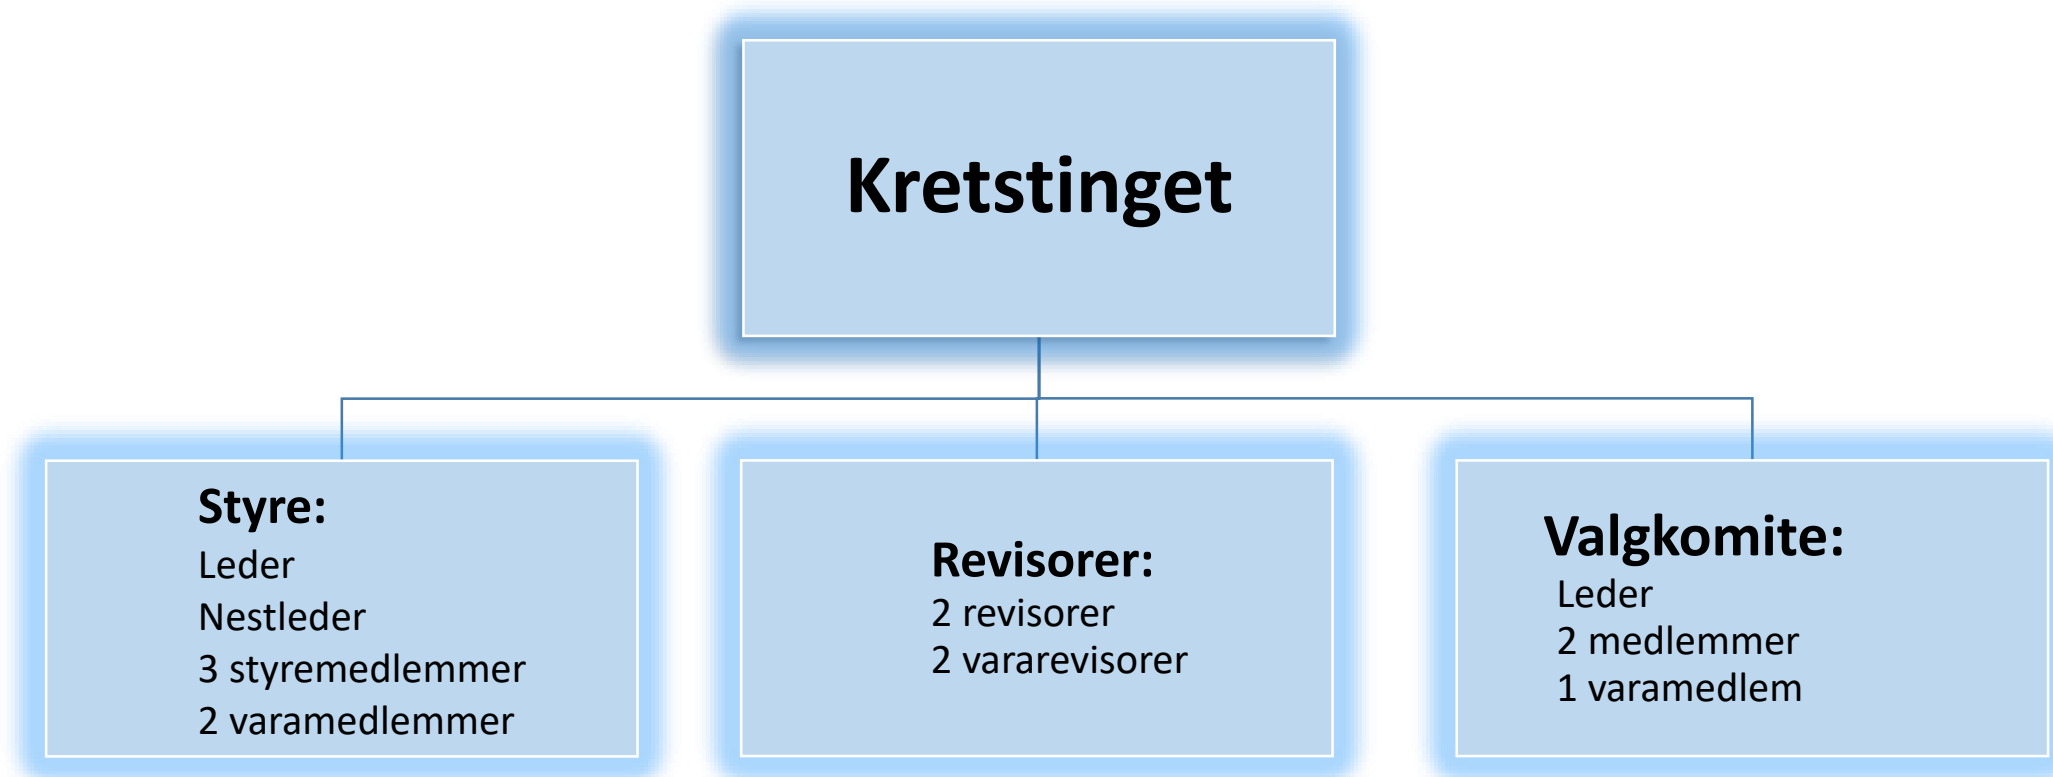 Kretstinget
Styre:
Leder
Nestleder
3 styremedlemmer
2 varamedlemmer
Revisorer:
2 revisorer
2 vararevisorer
Valgkomite:
Leder
2 medlemmer
1 varamedlem